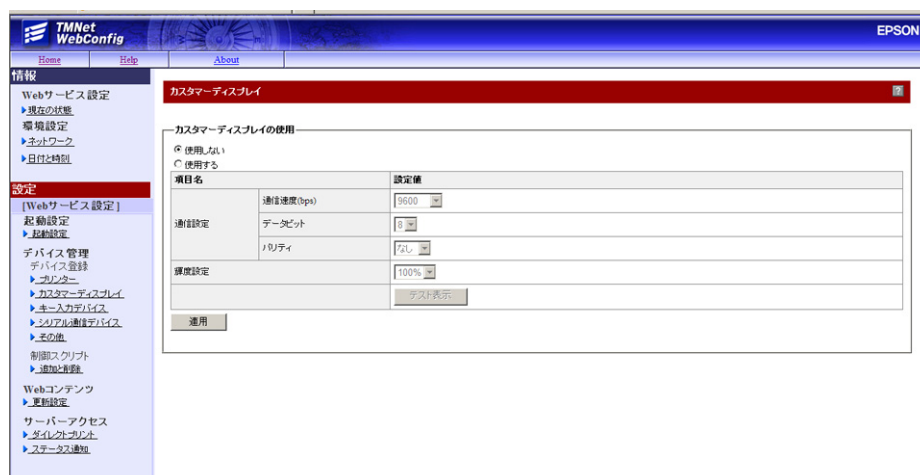 TMNet
WebConfig
EPSON
Home Help About
情報
Webサービス設定
現在の状態
環境設定
ネットワーク
日付と時刻
設定
[Webサービス設定]
起動設定
起動設定
デバイス管理
デバイス登録
プリンター
カスタマーディスプレイ
キー入力デバイス
シリアル通信デバイス
その他
制御スクリプト
追加と削除
Webコンテンツ
更新設定
サーバーアクセス
ダイレクトプリント
ステータス通知
カスタマーディスプレイ ?
カスタマーディスプレイの使用
使用しない
使用する
項目名 設定値
通信設定 通信速度(bps) 9600
データビット 8
パリティ なし
輝度設定 100%
テスト表示
適用